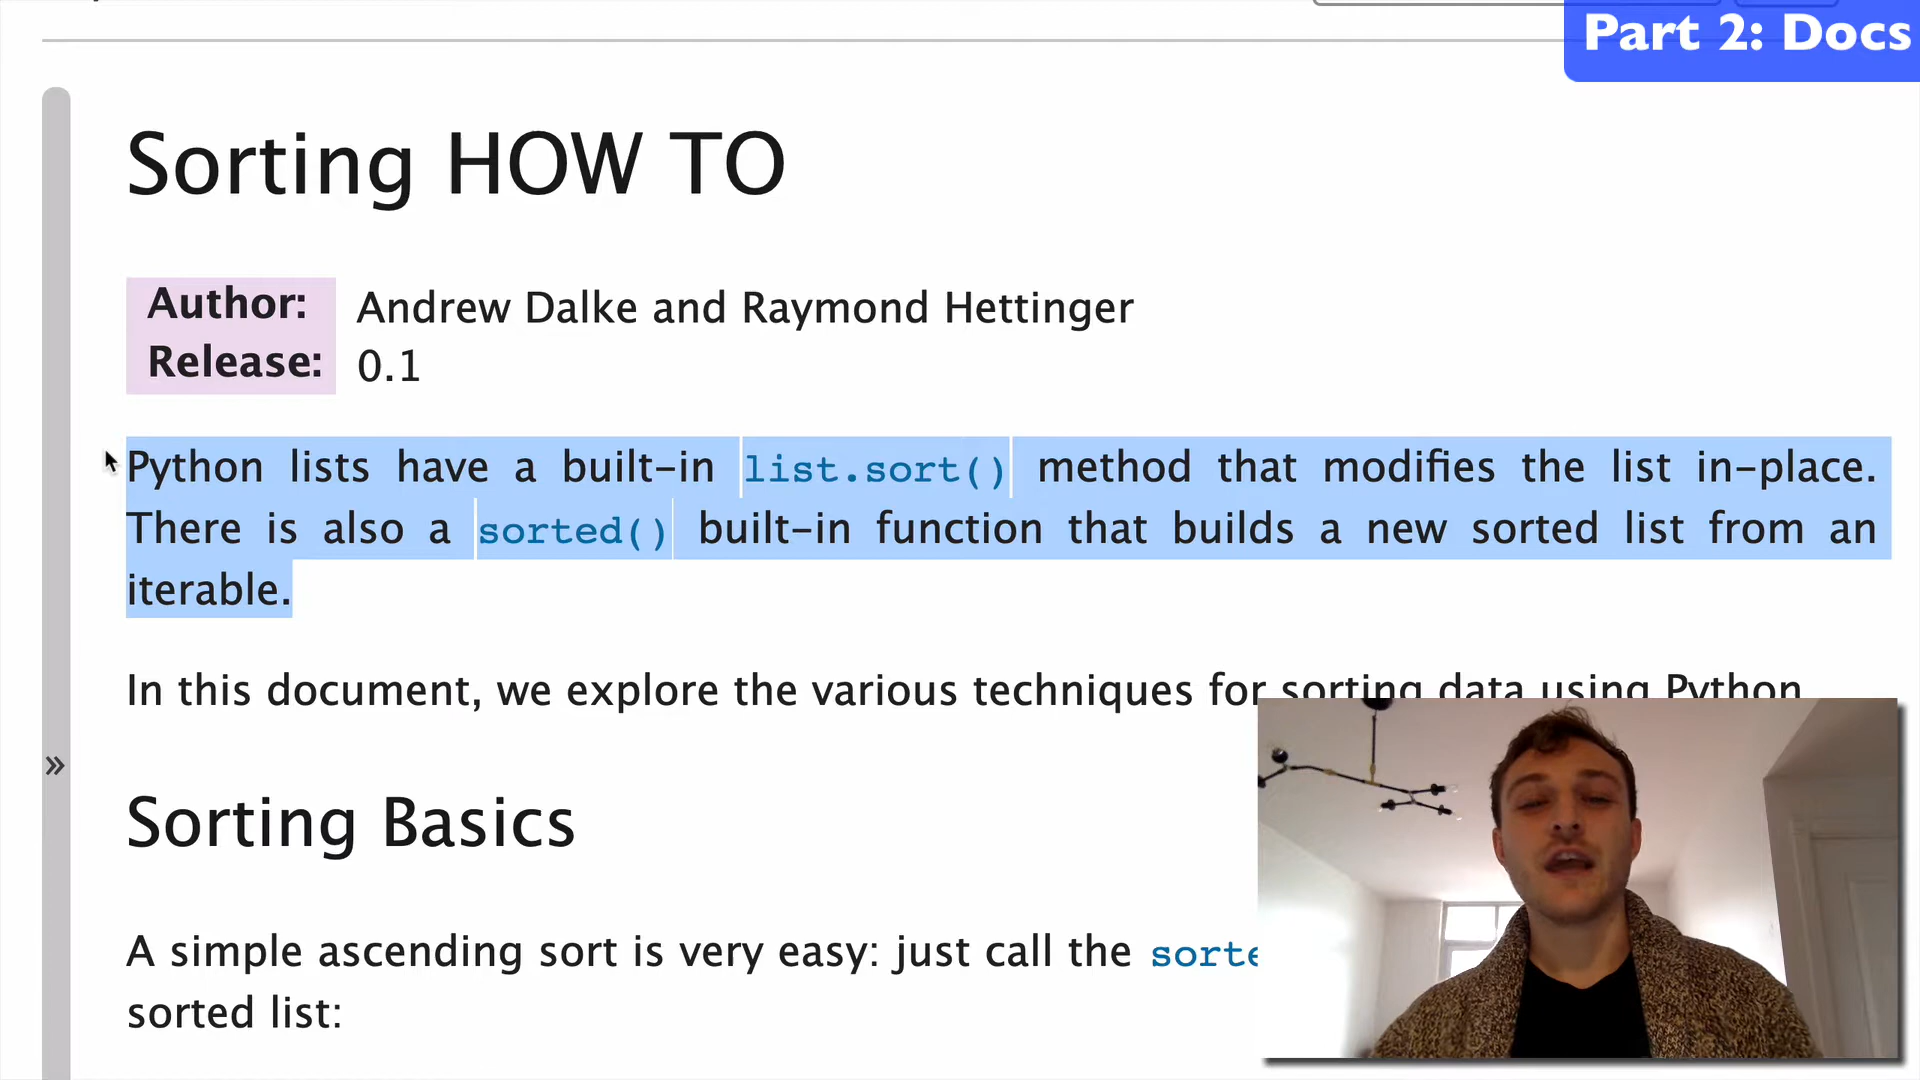 Part 2: Docs
Sorting HOW TO
Author: Andrew Dalke and Raymond Hettinger
Release: 0.1
Python lists have a built-in list.sort() method that modifies the list in-place.
There is also a sorted() built-in function that builds a new sorted list from an
iterable.
In this document, we explore the various techniques for sorting data using Python.
»
Sorting Basics
A simple ascending sort is very easy: just call the sorte
sorted list: